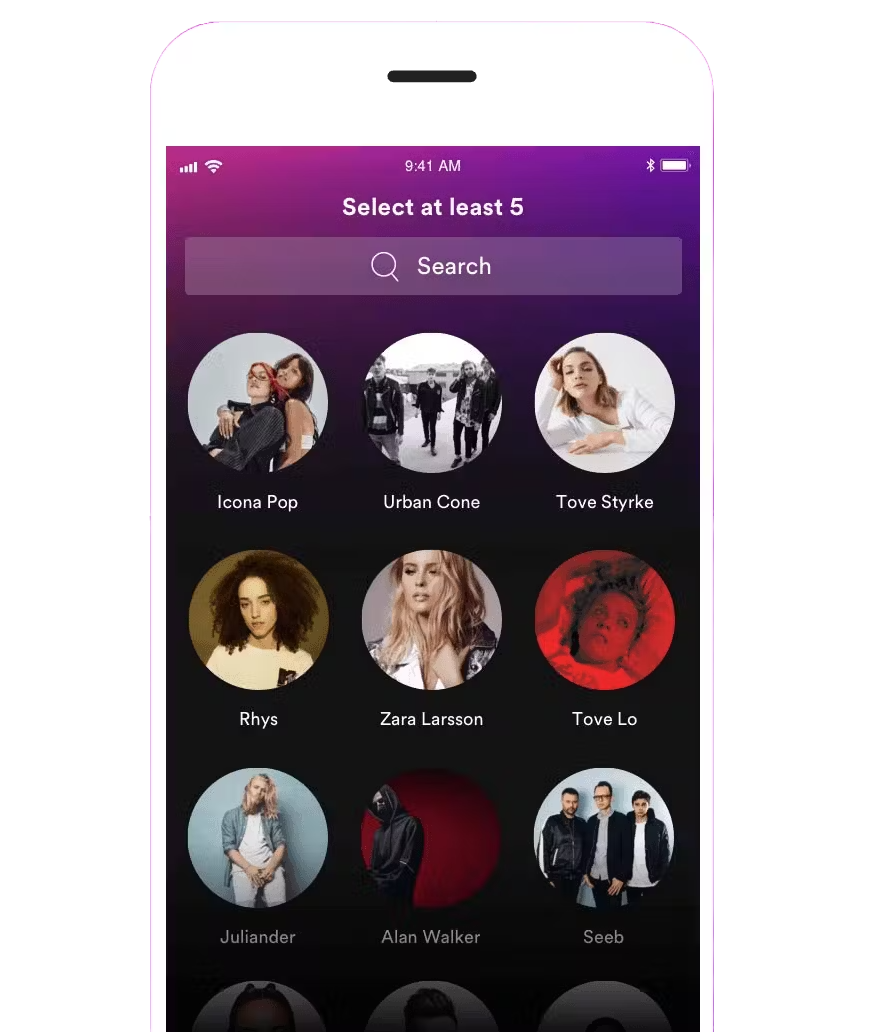 9:41 AM
Select at least 5
Search
Icona Pop
Urban Cone
Tove Styrke
Rhys
Zara Larsson
Tove Lo
Juliander
Alan Walker
Seeb